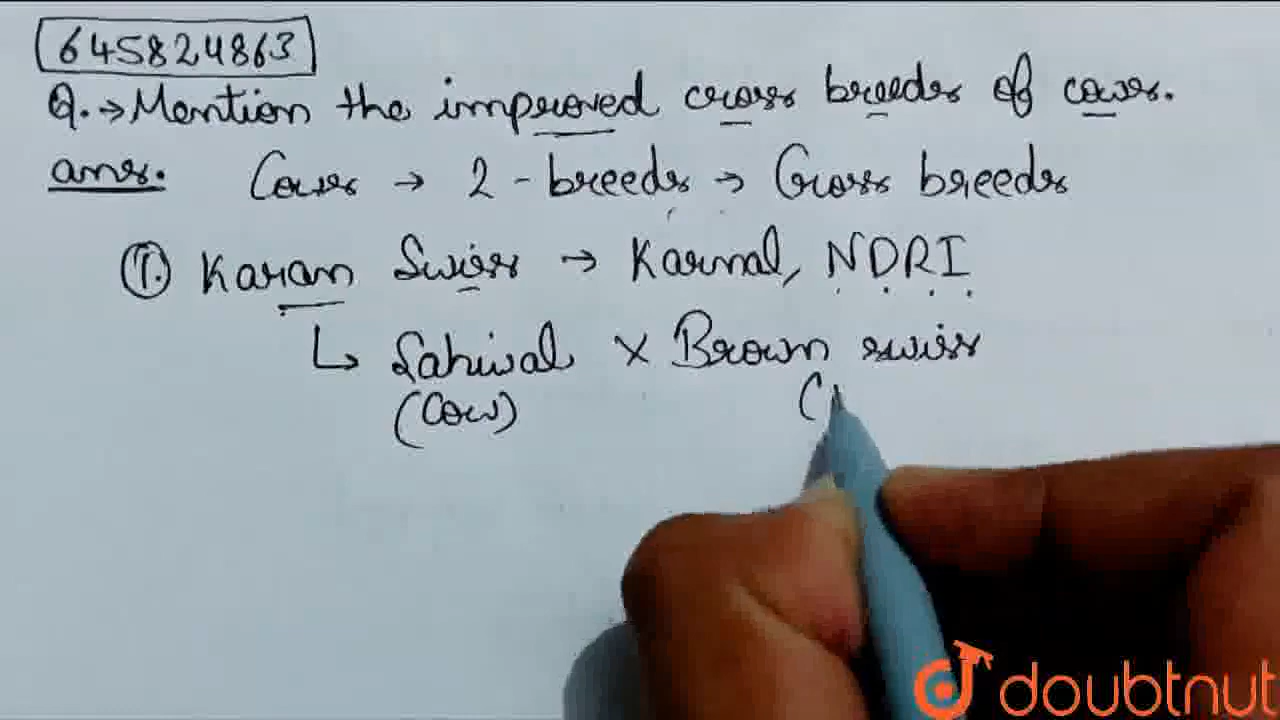 645824863
Q.→Mention the improved cross breeds of cows.
ans. Cows → 2 - breeds → Cross breeds
1. Karan Swiss → Karnal, NDRI
↳ Sahiwal × Brown swiss
(Cow) (
doubtnut